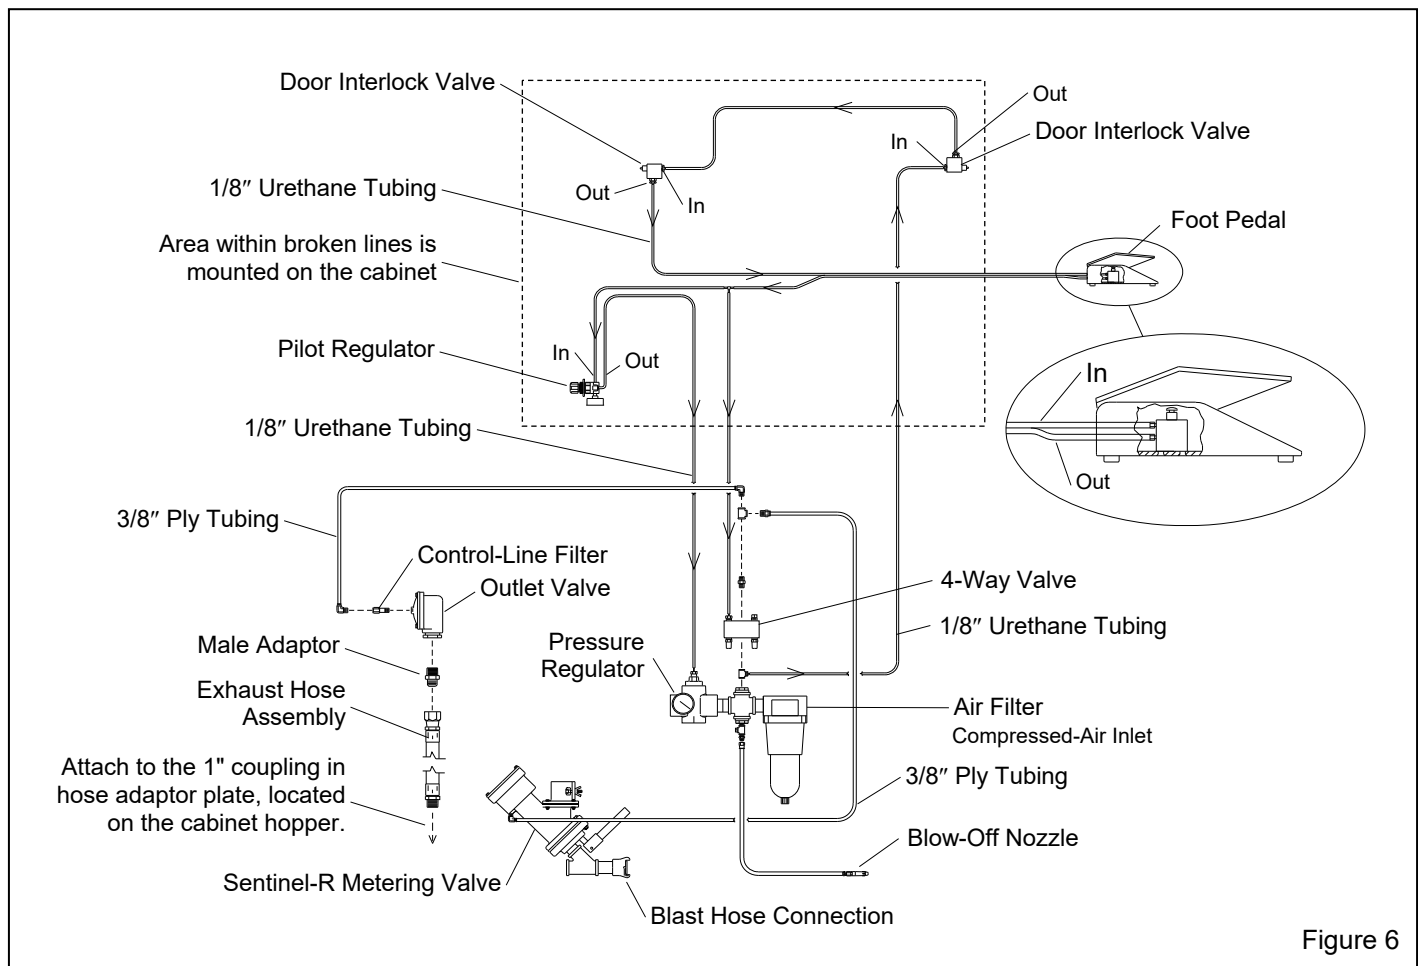 Door Interlock Valve
Out
Door Interlock Valve
In
1/8″ Urethane Tubing
Out
In
Foot Pedal
Area within broken lines is
mounted on the cabinet
Pilot Regulator
In
Out
In
Out
1/8″ Urethane Tubing
3/8″ Ply Tubing
Control-Line Filter
Outlet Valve
4-Way Valve
1/8″ Urethane Tubing
Male Adaptor
Pressure
Regulator
Exhaust Hose
Assembly
Air Filter
Compressed-Air Inlet
Attach to the 1" coupling in
hose adaptor plate, located
on the cabinet hopper.
3/8″ Ply Tubing
Blow-Off Nozzle
Sentinel-R Metering Valve
Blast Hose Connection
Figure 6